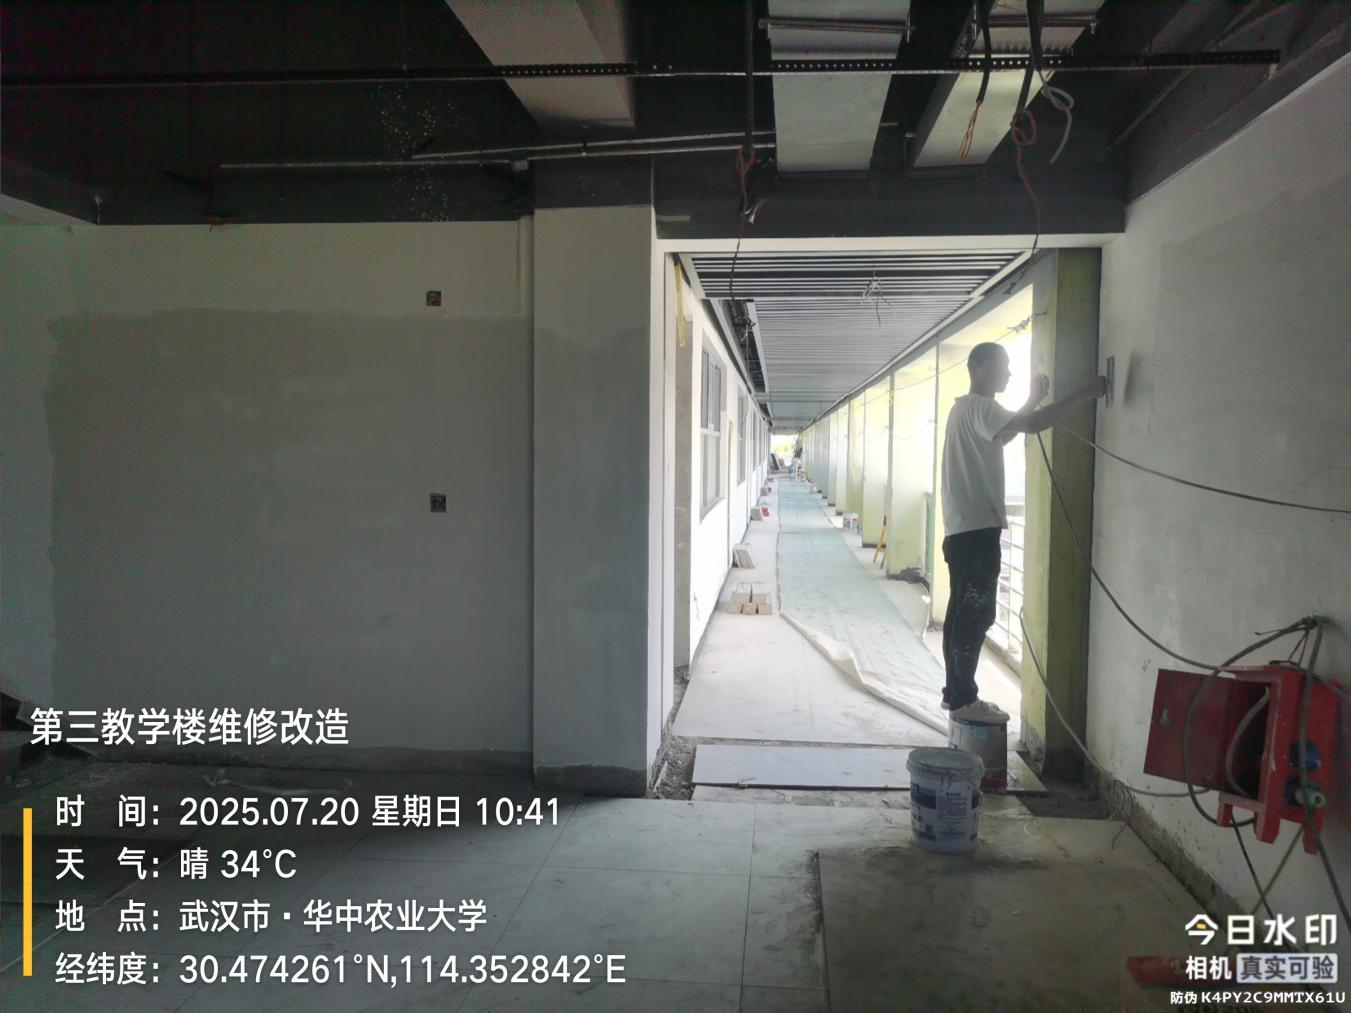 第三教学楼维修改造
时 间：2025.07.20 星期日 10:41
天 气：晴 34°C
地 点：武汉市·华中农业大学
经纬度：30.474261°N,114.352842°E
今日水印
相机 真实可验
防伪 K4PY2C9MMTX61U